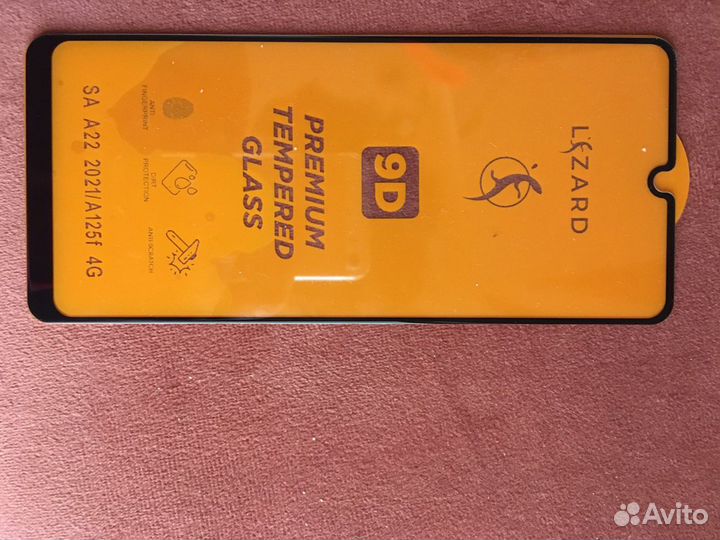 LIZARD
9D
PREMIUM
TEMPERED
GLASS
ANTI
FINGERPRINT
DIRT
PROTECTION
ANTI-SCRATCH
SA A22 2021/A125f 4G
Avito